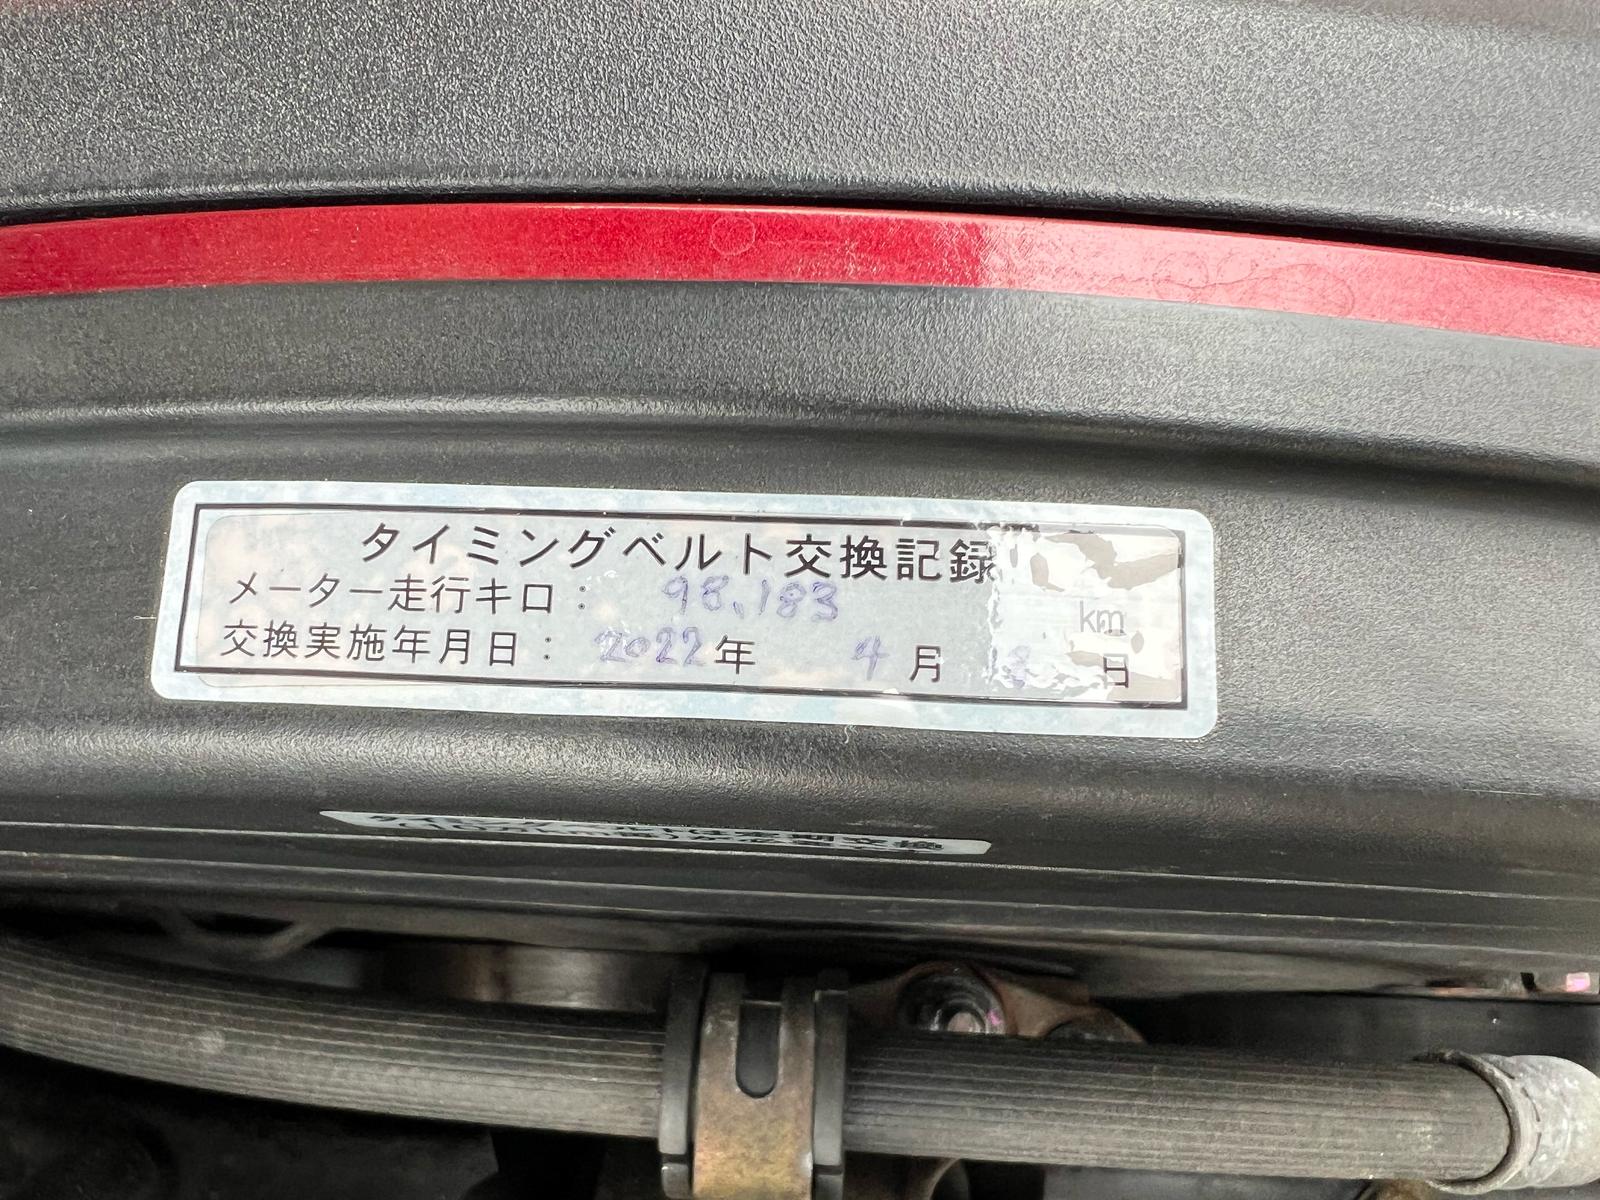 タイミングベルト交換記録
メーター走行キロ： 98,183 km
交換実施年月日： 2022年 4月 日